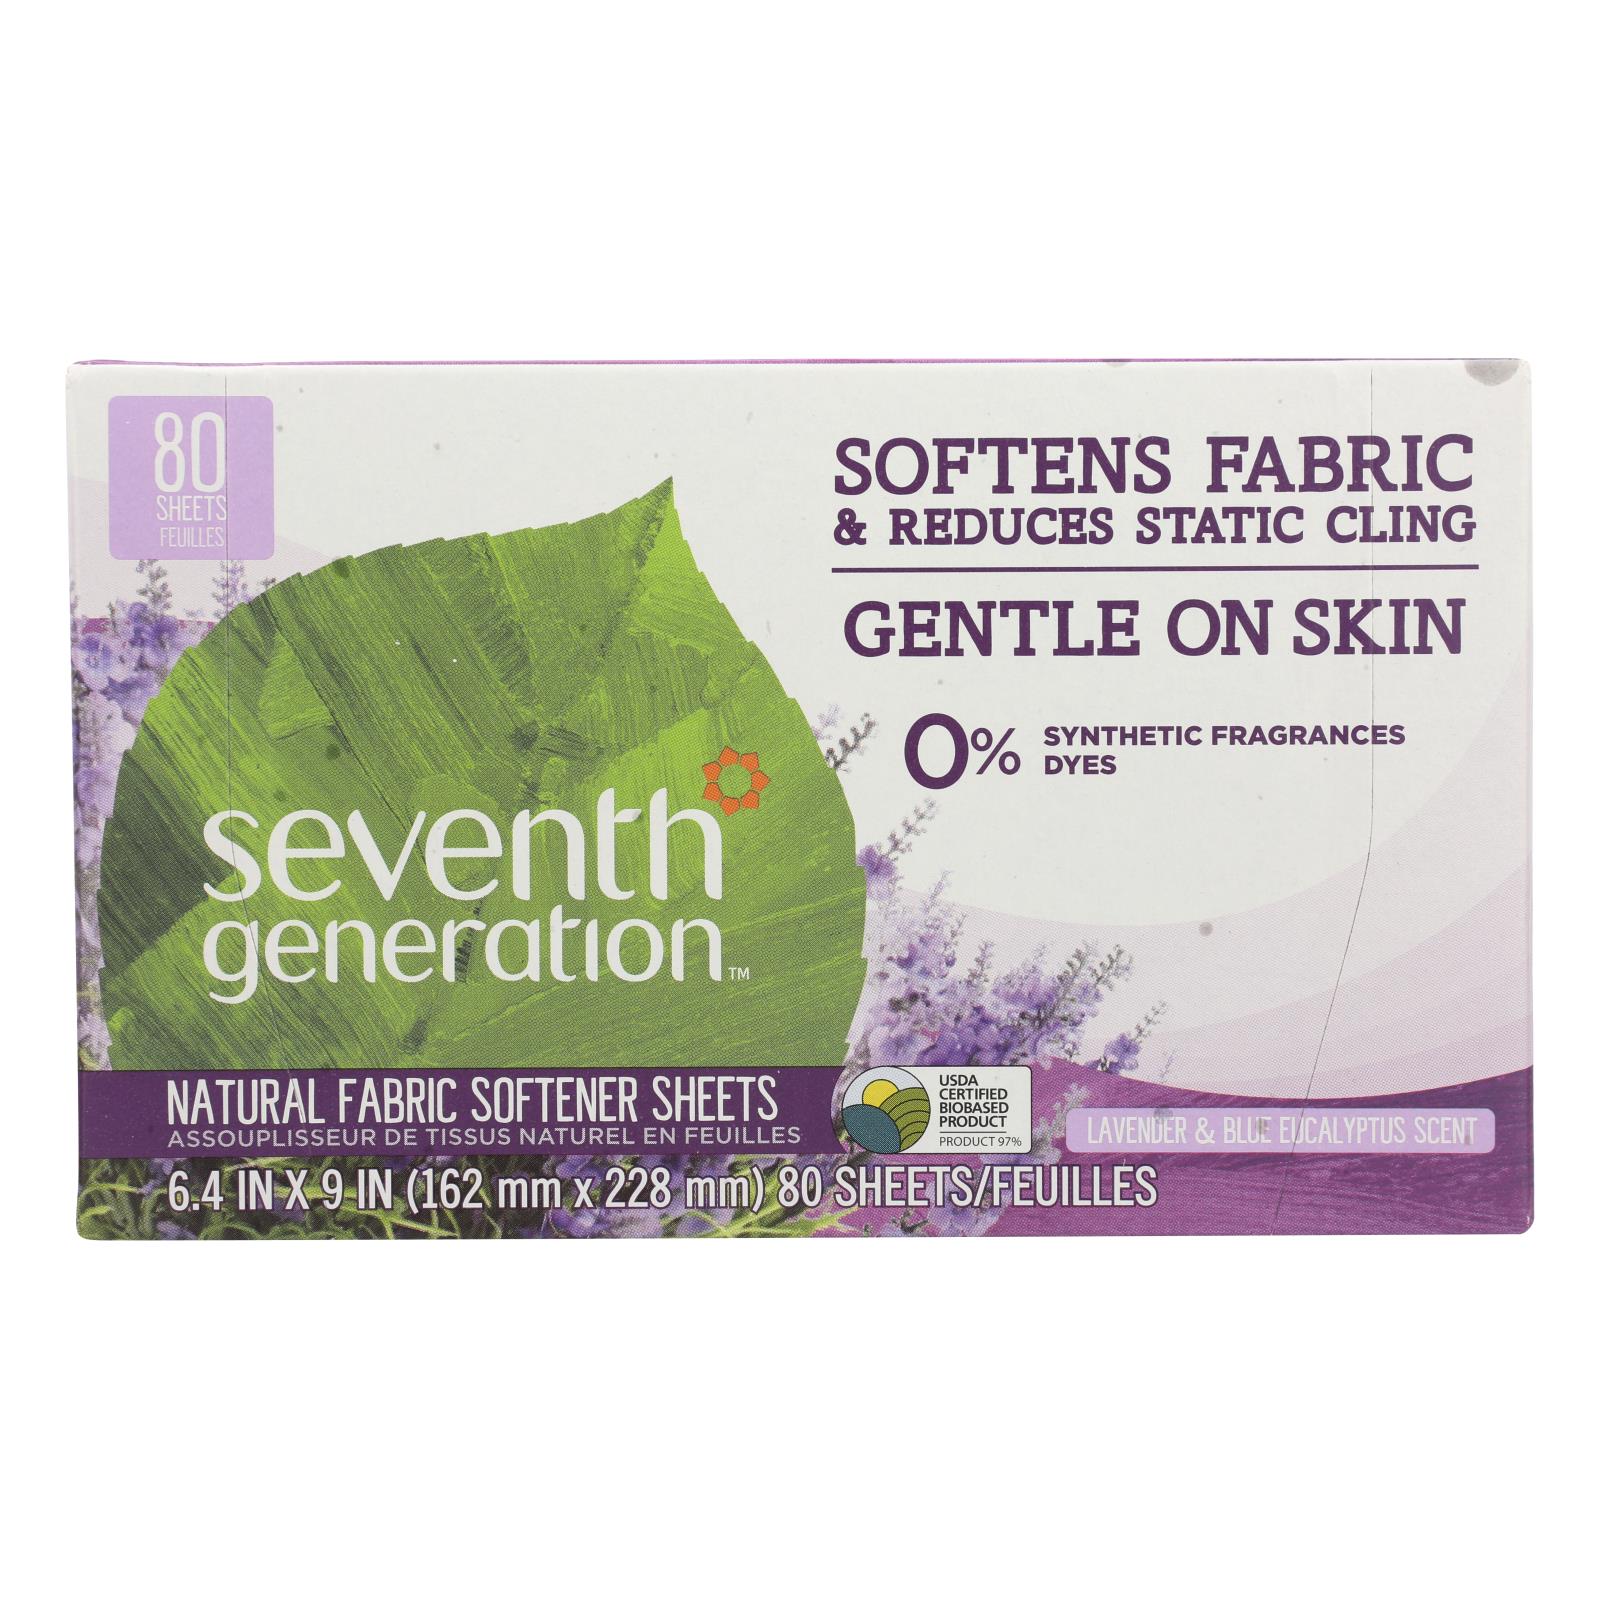 80
SHEETS
FEUILLES
SOFTENS FABRIC
& REDUCES STATIC CLING
GENTLE ON SKIN
0% SYNTHETIC FRAGRANCES
DYES
seventh
generation™
NATURAL FABRIC SOFTENER SHEETS
ASSOUPLISSEUR DE TISSUS NATUREL EN FEUILLES
USDA
CERTIFIED
BIOBASED
PRODUCT
PRODUCT 97%
LAVENDER & BLUE EUCALYPTUS SCENT
6.4 IN X 9 IN (162 mm x 228 mm) 80 SHEETS/FEUILLES